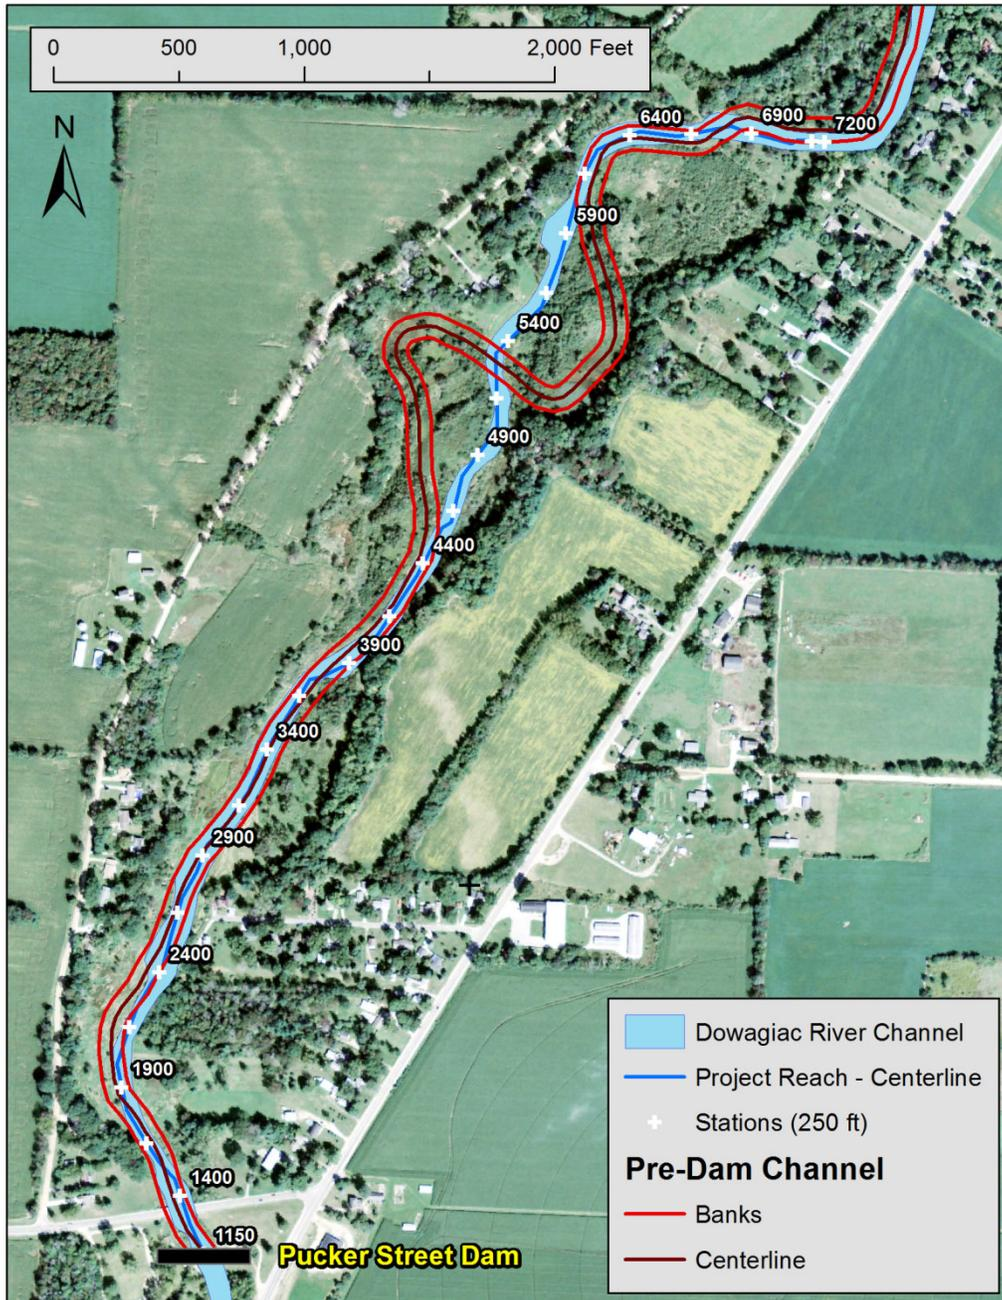 0 500 1,000 2,000 Feet
N
6400 6900 7200
5900
5400
4900
4400
3900
3400
2900
2400
1900
1400
1150
Pucker Street Dam
Dowagiac River Channel
Project Reach - Centerline
Stations (250 ft)
Pre-Dam Channel
Banks
Centerline